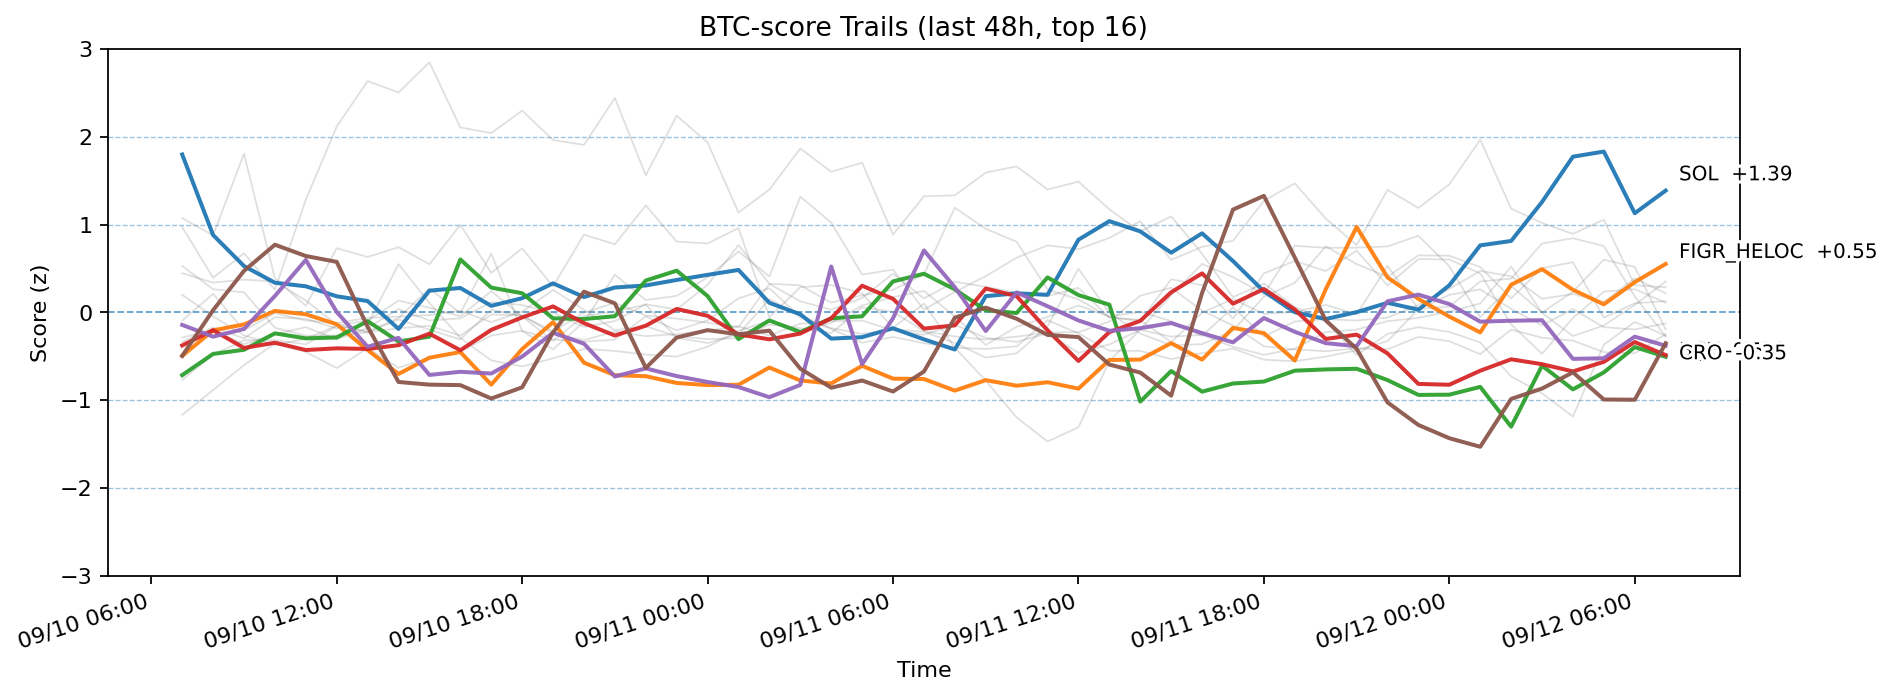 BTC-score Trails (last 48h, top 16)
Score (z)
3
2
1
0
−1
−2
−3
SOL +1.39
FIGR_HELOC +0.55
CRO -0.35
09/10 06:00
09/10 12:00
09/10 18:00
09/11 00:00
09/11 06:00
09/11 12:00
09/11 18:00
09/12 00:00
09/12 06:00
Time